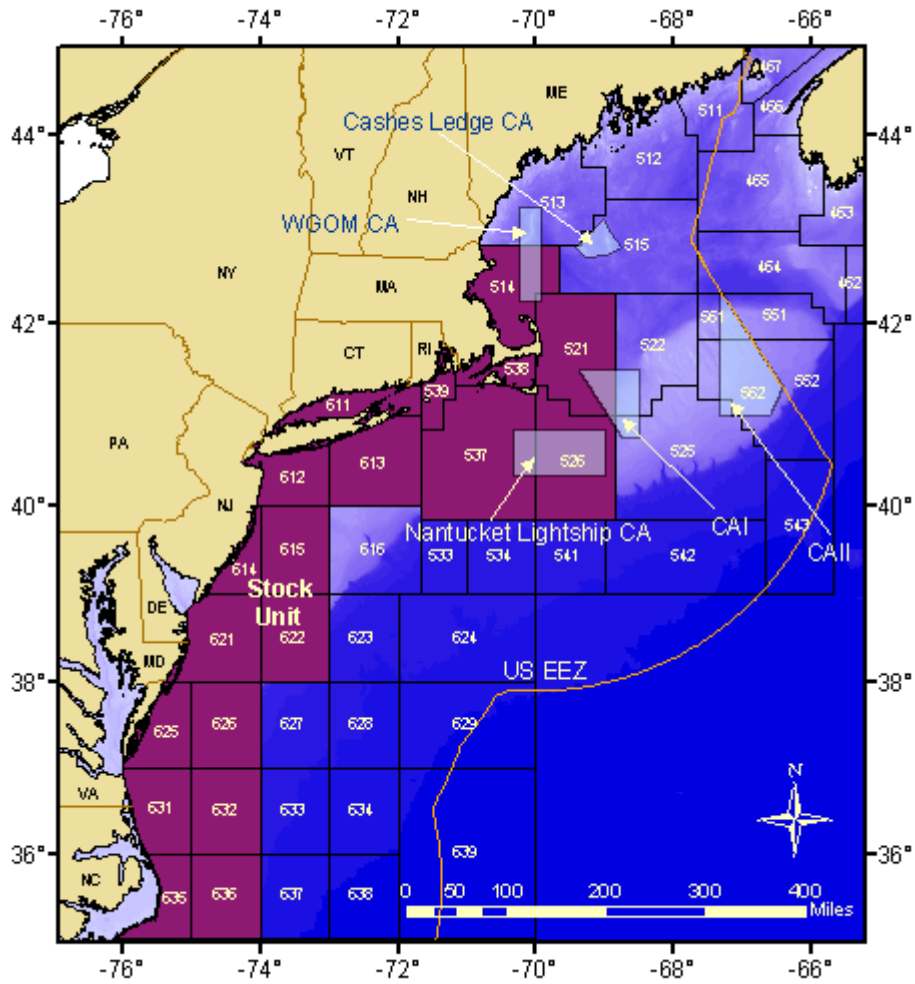 -76° -74° -72° -70° -68° -66°
467
ME
511 466
44° 44°
Cashes Ledge CA
VT 512
465
NH 513
463
WGOM CA
515
464 462
NY MA 514
42° 551 42°
561
CT RI 521 522
538 552
539 562
611
PA 537 525
613 526
612
NJ
40° Nantucket Lightship CA CAI 40°
543
615 616 533 534 541 542 CAII
614
Stock
Unit
DE
621 622 623 624
MD
38° US EEZ 38°
625 626 627 628 629
N
VA
631 632 633 634
36° 639 36°
NC 0 50 100 200 300 400
635 636 637 638 Miles
-76° -74° -72° -70° -68° -66°